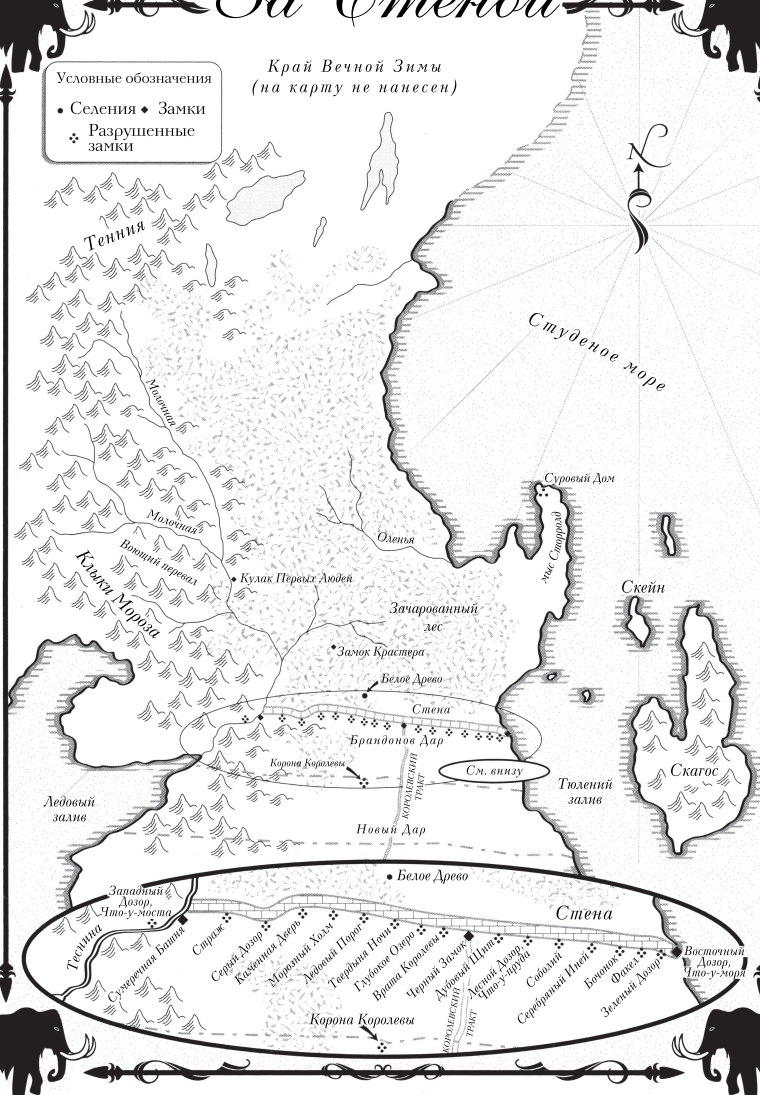 За Стеной
Край Вечной Зимы
(на карту не нанесен)
Условные обозначения
Селения Замки
Разрушенные
замки
N
Тенния
Студеное море
Молочная
Суровый Дом
мыс Сторролд
Молочная
Оленья
Воющий перевал
Клыки Мороза
Кулак Первых Людей
Скейн
Зачарованный
лес
Замок Крастера
Белое Древо
Стена
Брандонов Дар
Корона Королевы
См. внизу
КОРОЛЕВСКИЙ
ТРАКТ
Скагос
Тюлений
залив
Ледовый
залив
Новый Дар
Белое Древо
Западный
Дозор,
Что-у-моста
Стена
Теснина
Сумеречная Башня
Страж
Серый Дозор
Каменная Дверь
Морозный Холм
Ледовый Порог
Твердыня Ночи
Глубокое Озеро
Врата Королевы
Черный Замок
Дубовый Щит
Лесной Дозор,
Что-у-пруда
Соболий
Серебряный Иней
Бочонок
Факел
Зеленый Дозор
Восточный
Дозор,
Что-у-моря
Корона Королевы
КОРОЛЕВСКИЙ
ТРАКТ